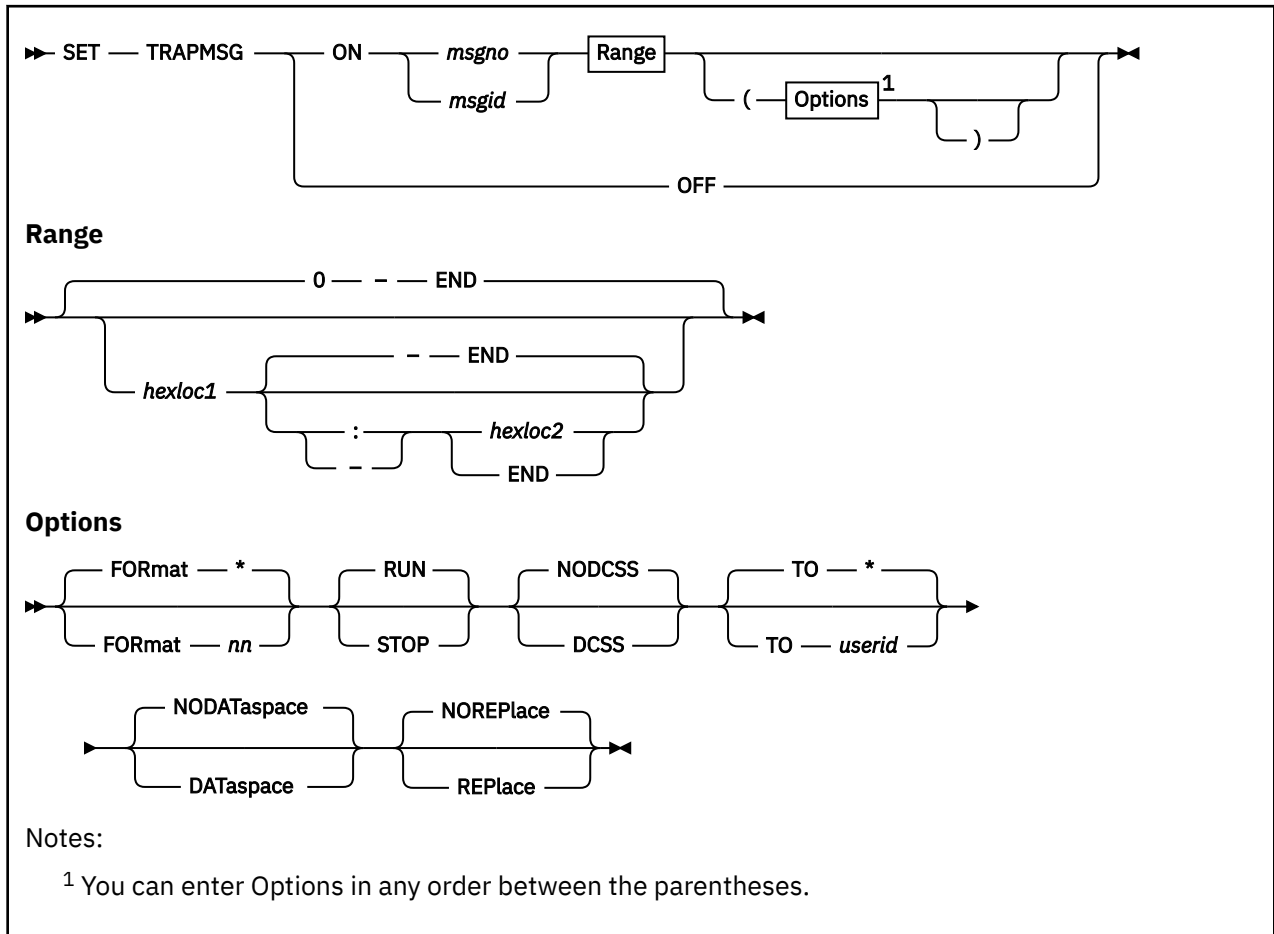 SET — TRAPMSG ON msgno Range
msgid ( Options 1
)
OFF
Range
0 — – — END
– — END
hexloc1
: hexloc2
– END
Options
FORmat — * RUN NODCSS TO — *
FORmat — nn STOP DCSS TO — userid
NODATaspace NOREPlace
DATaspace REPlace
Notes:
1 You can enter Options in any order between the parentheses.